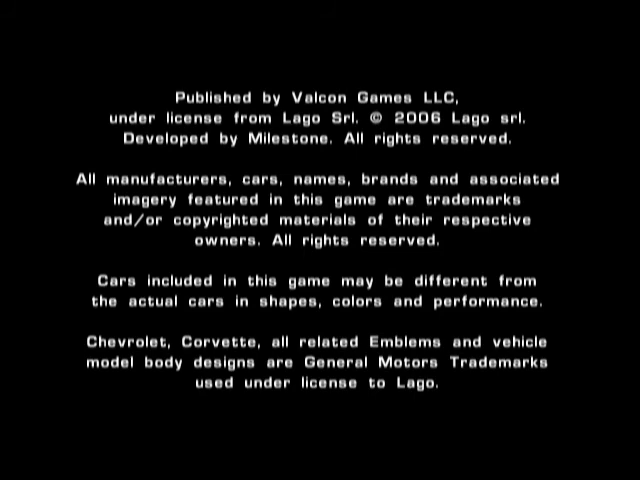 Published by Valcon Games LLC,
under license from Lago Srl. © 2006 Lago srl.
Developed by Milestone. All rights reserved.
All manufacturers, cars, names, brands and associated
imagery featured in this game are trademarks
and/or copyrighted materials of their respective
owners. All rights reserved.
Cars included in this game may be different from
the actual cars in shapes, colors and performance.
Chevrolet, Corvette, all related Emblems and vehicle
model body designs are General Motors Trademarks
used under license to Lago.